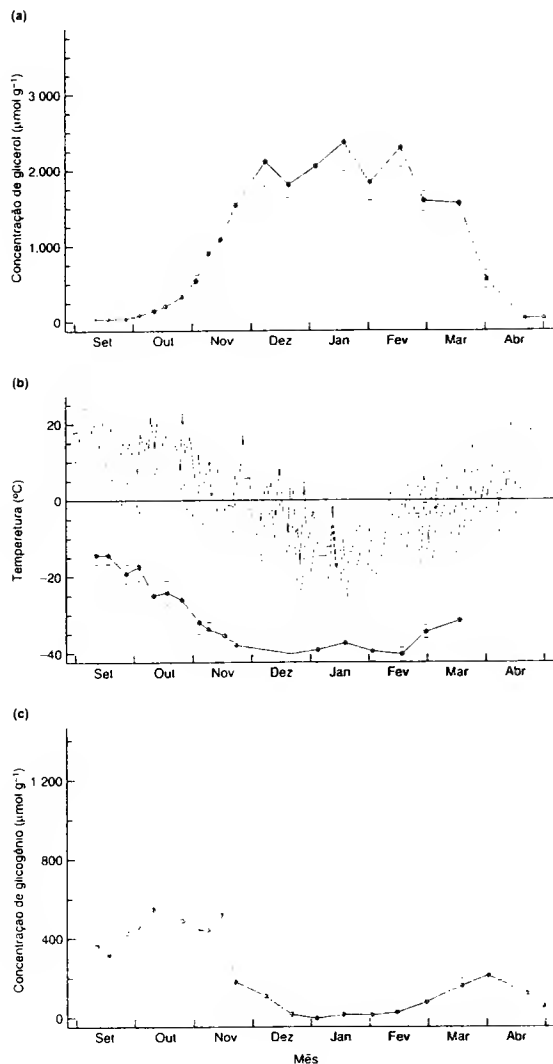 (a)
Concentração de glicerol (µmol g⁻¹)
3 000
2.000
1.000
0
Set Out Nov Dez Jan Fev Mar Abr
(b)
Temperetura (ºC)
20
0
−20
−40
Set Out Nov Dez Jan Fev Mar Abr
(c)
Concentração de glicogênio (µmol g⁻¹)
1 200
800
400
0
Set Out Nov Dez Jan Fev Mar Abr
Mês